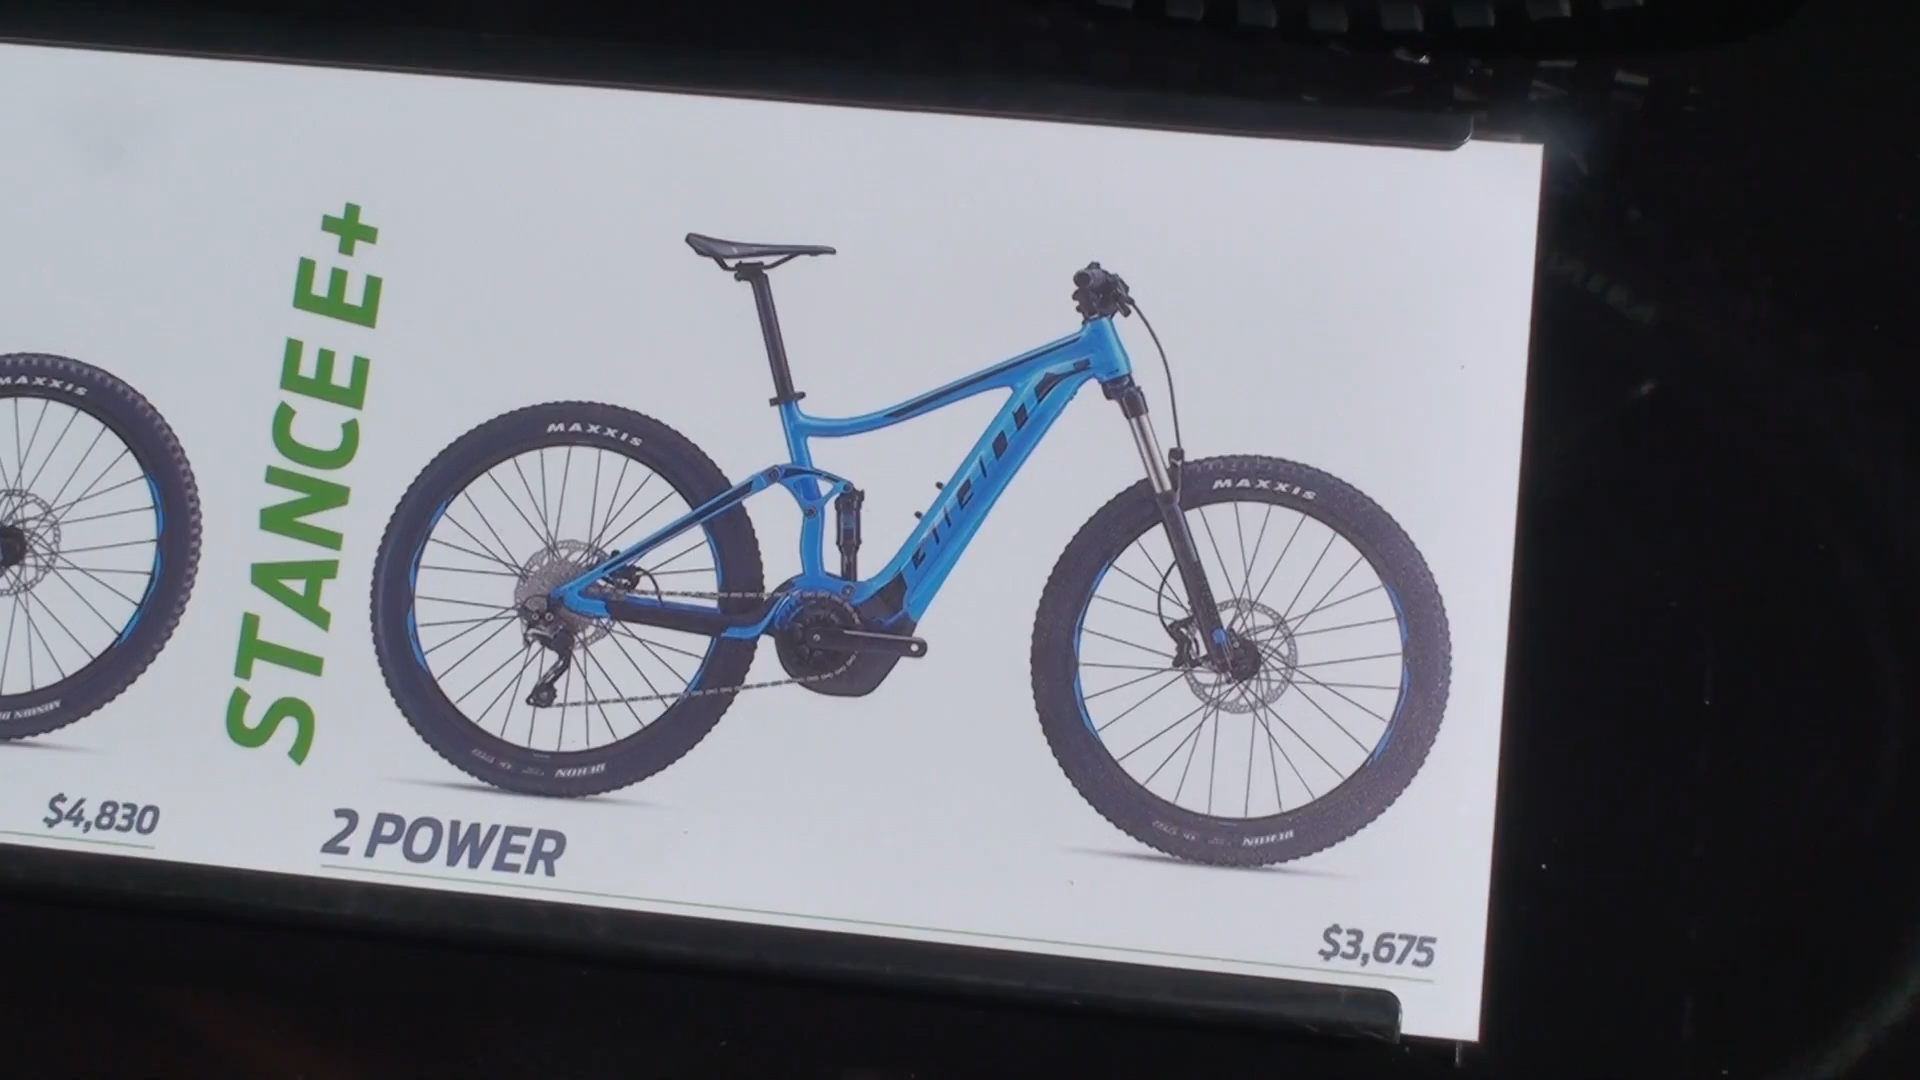 MAXXIS
$4,830
STANCE E+
MAXXIS
MAXXIS
2 POWER
$3,675